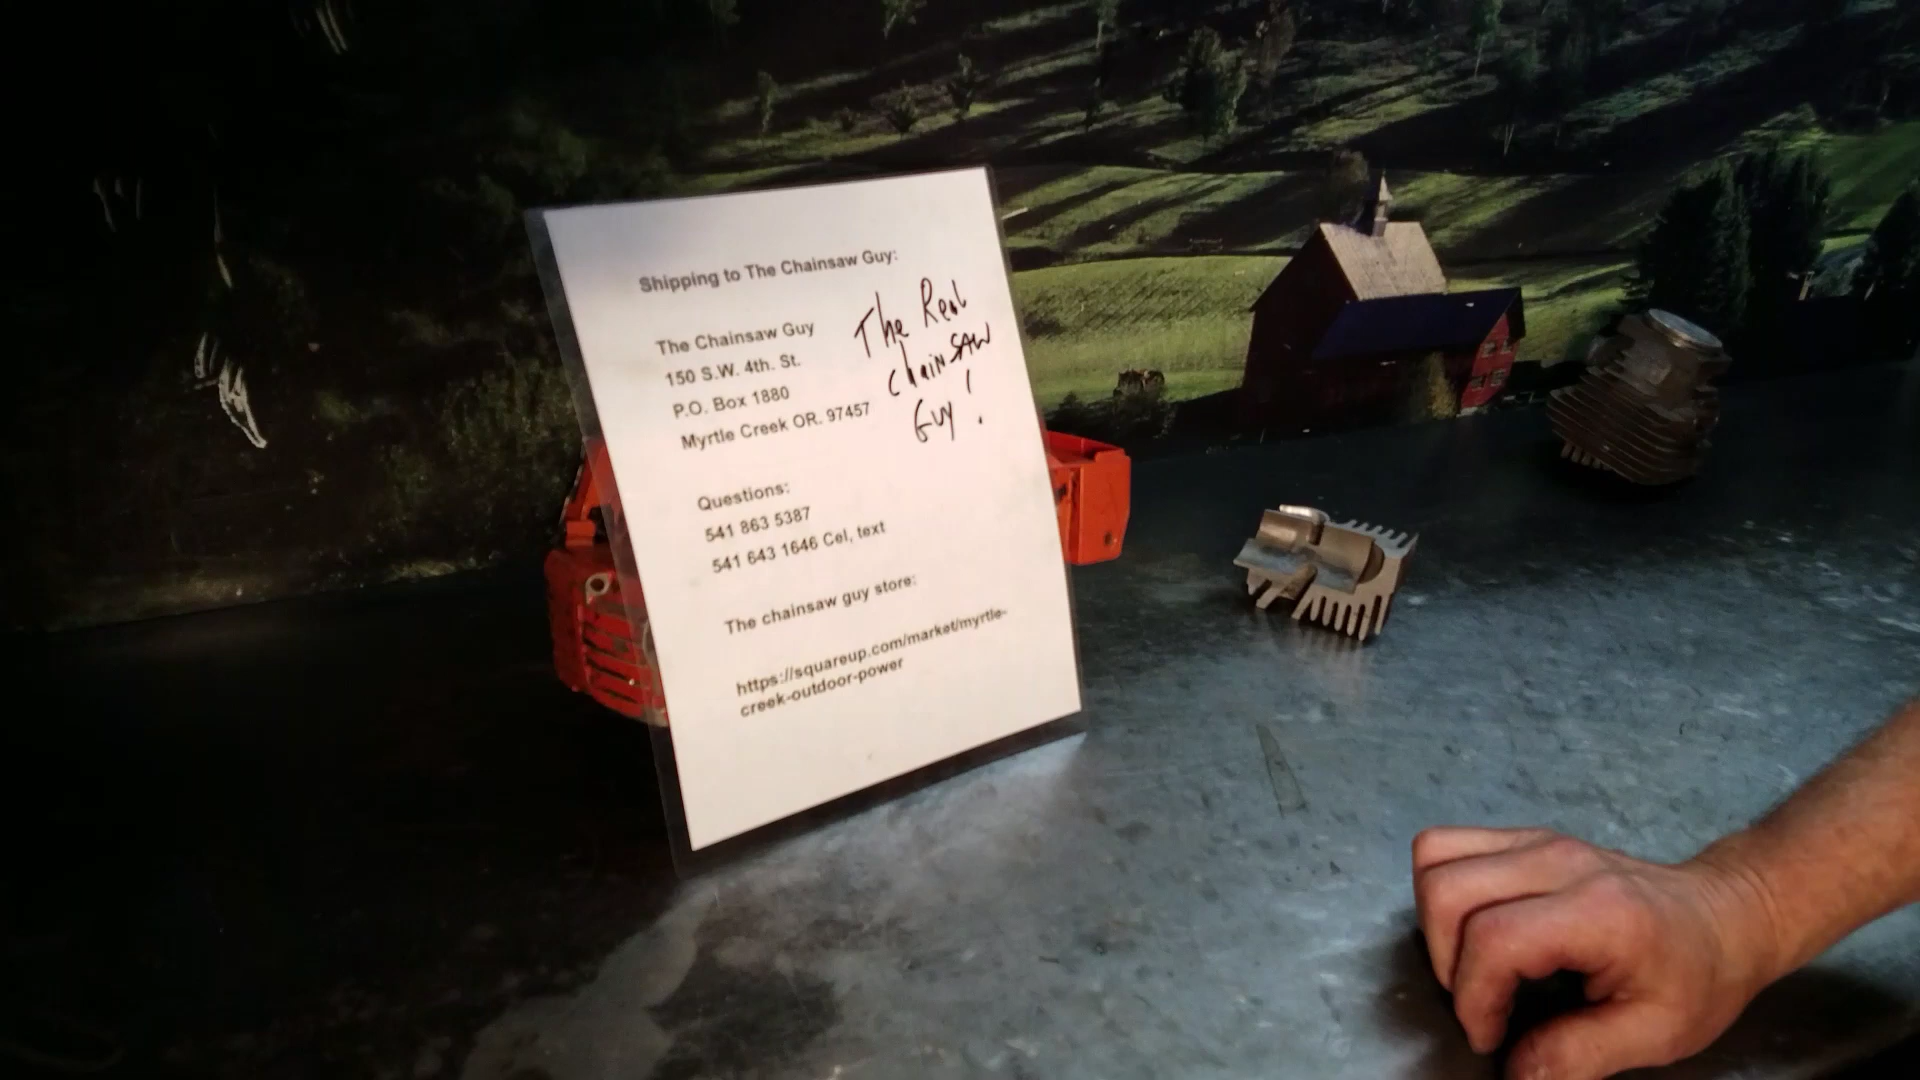 Shipping to The Chainsaw Guy:
The Chainsaw Guy
150 S.W. 4th. St.
P.O. Box 1880
Myrtle Creek OR. 97457
The Real
ChainSAW
Guy!
Questions:
541 863 5387
541 643 1646 Cel, text
The chainsaw guy store:
https://squareup.com/market/myrtle-
creek-outdoor-power